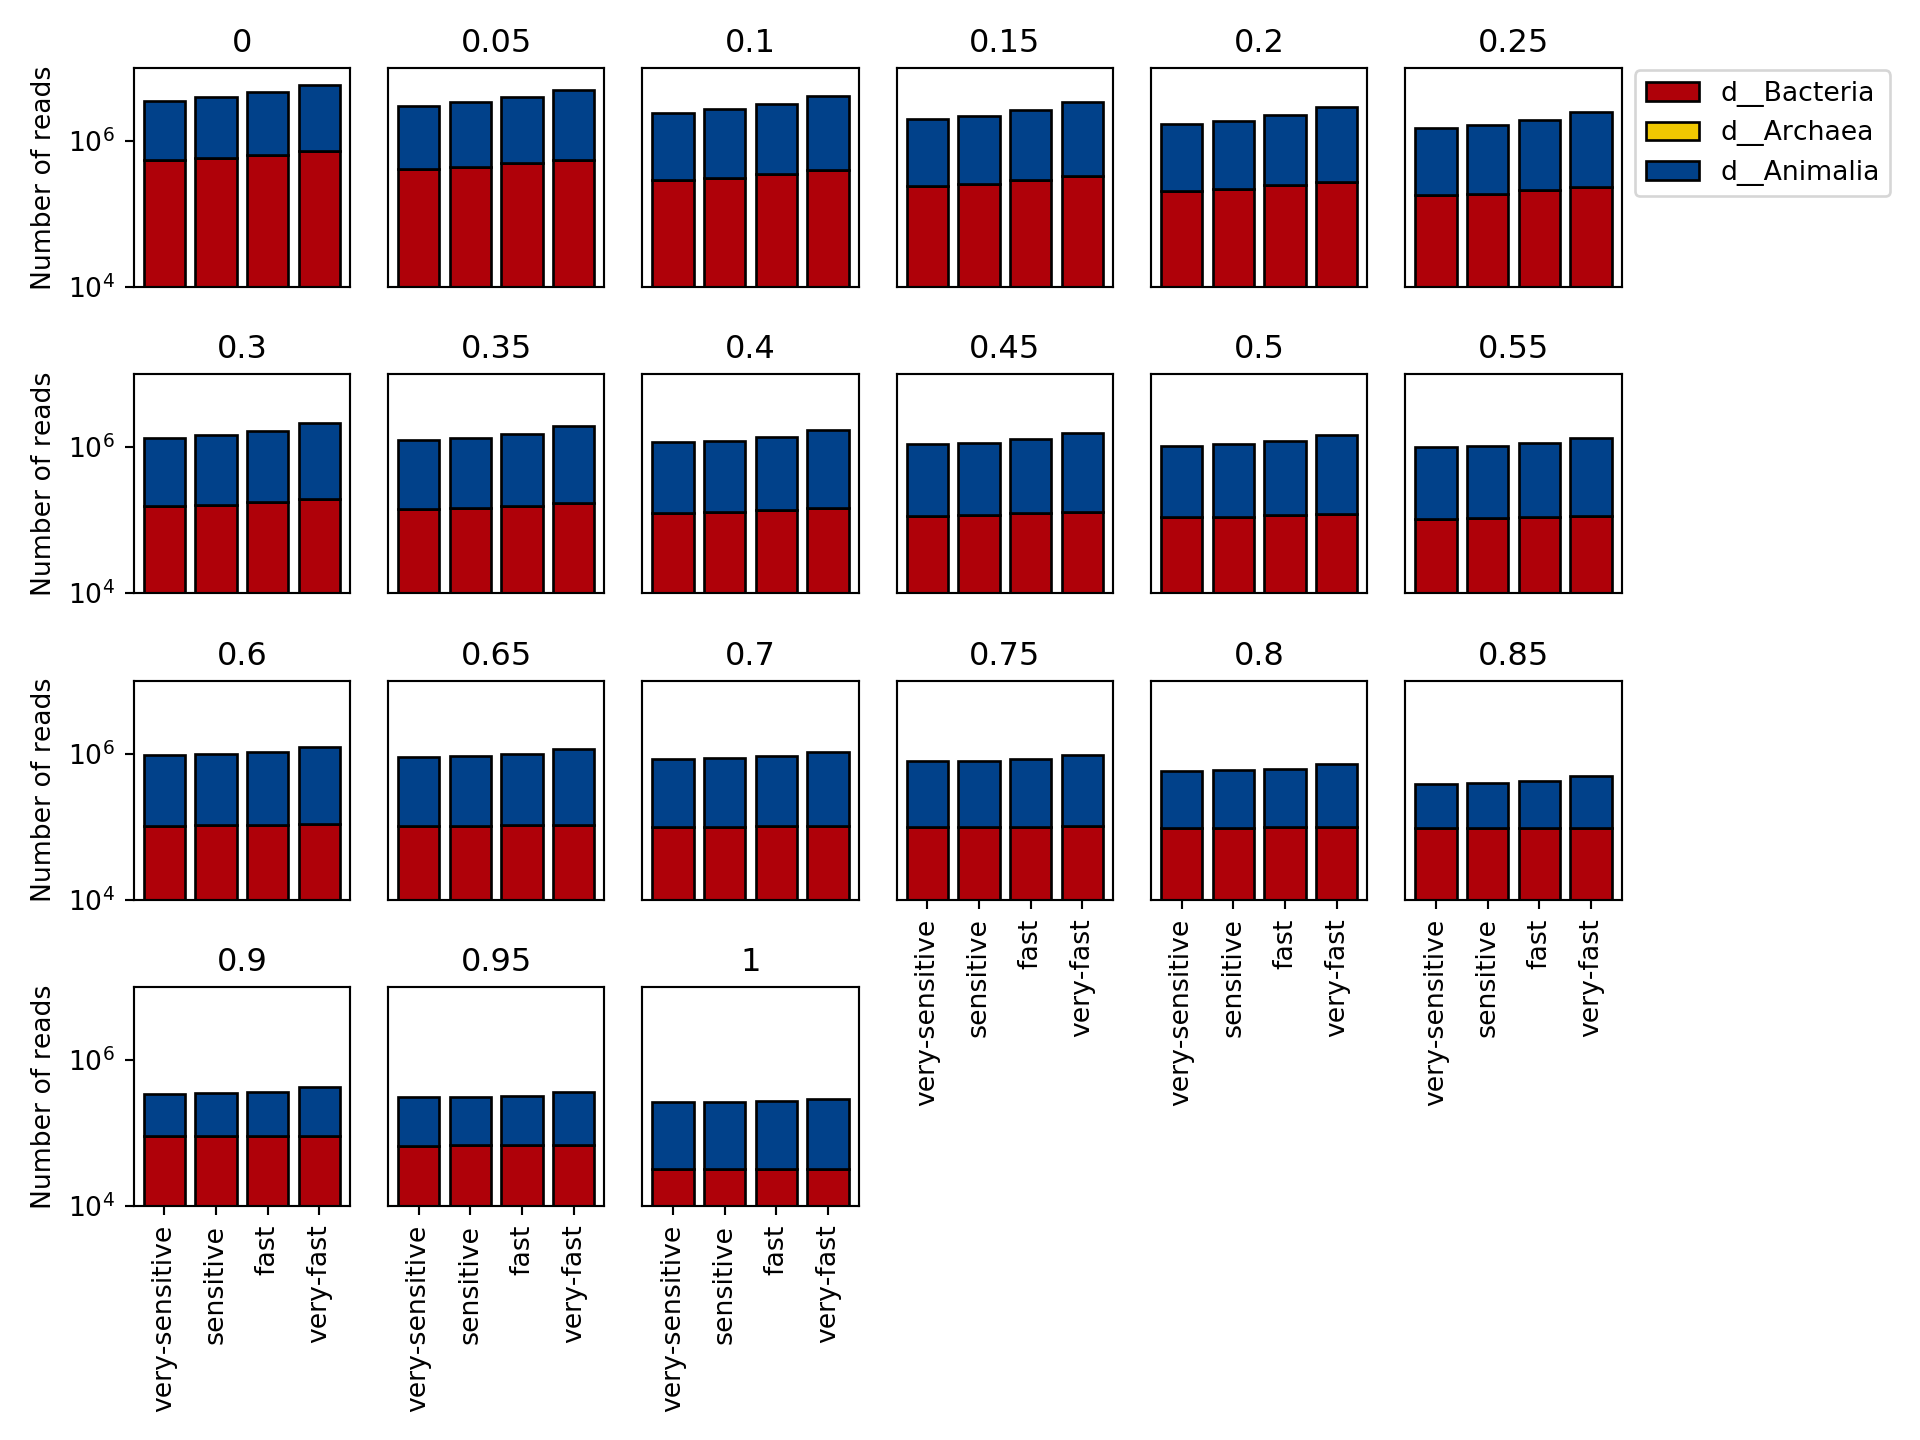 0 0.05 0.1 0.15 0.2 0.25
Number of reads
10⁶
10⁴
d__Bacteria
d__Archaea
d__Animalia
0.3 0.35 0.4 0.45 0.5 0.55
Number of reads
10⁶
10⁴
0.6 0.65 0.7 0.75 0.8 0.85
Number of reads
10⁶
10⁴
very-sensitive sensitive fast very-fast
very-sensitive sensitive fast very-fast
very-sensitive sensitive fast very-fast
0.9 0.95 1
Number of reads
10⁶
10⁴
very-sensitive sensitive fast very-fast
very-sensitive sensitive fast very-fast
very-sensitive sensitive fast very-fast